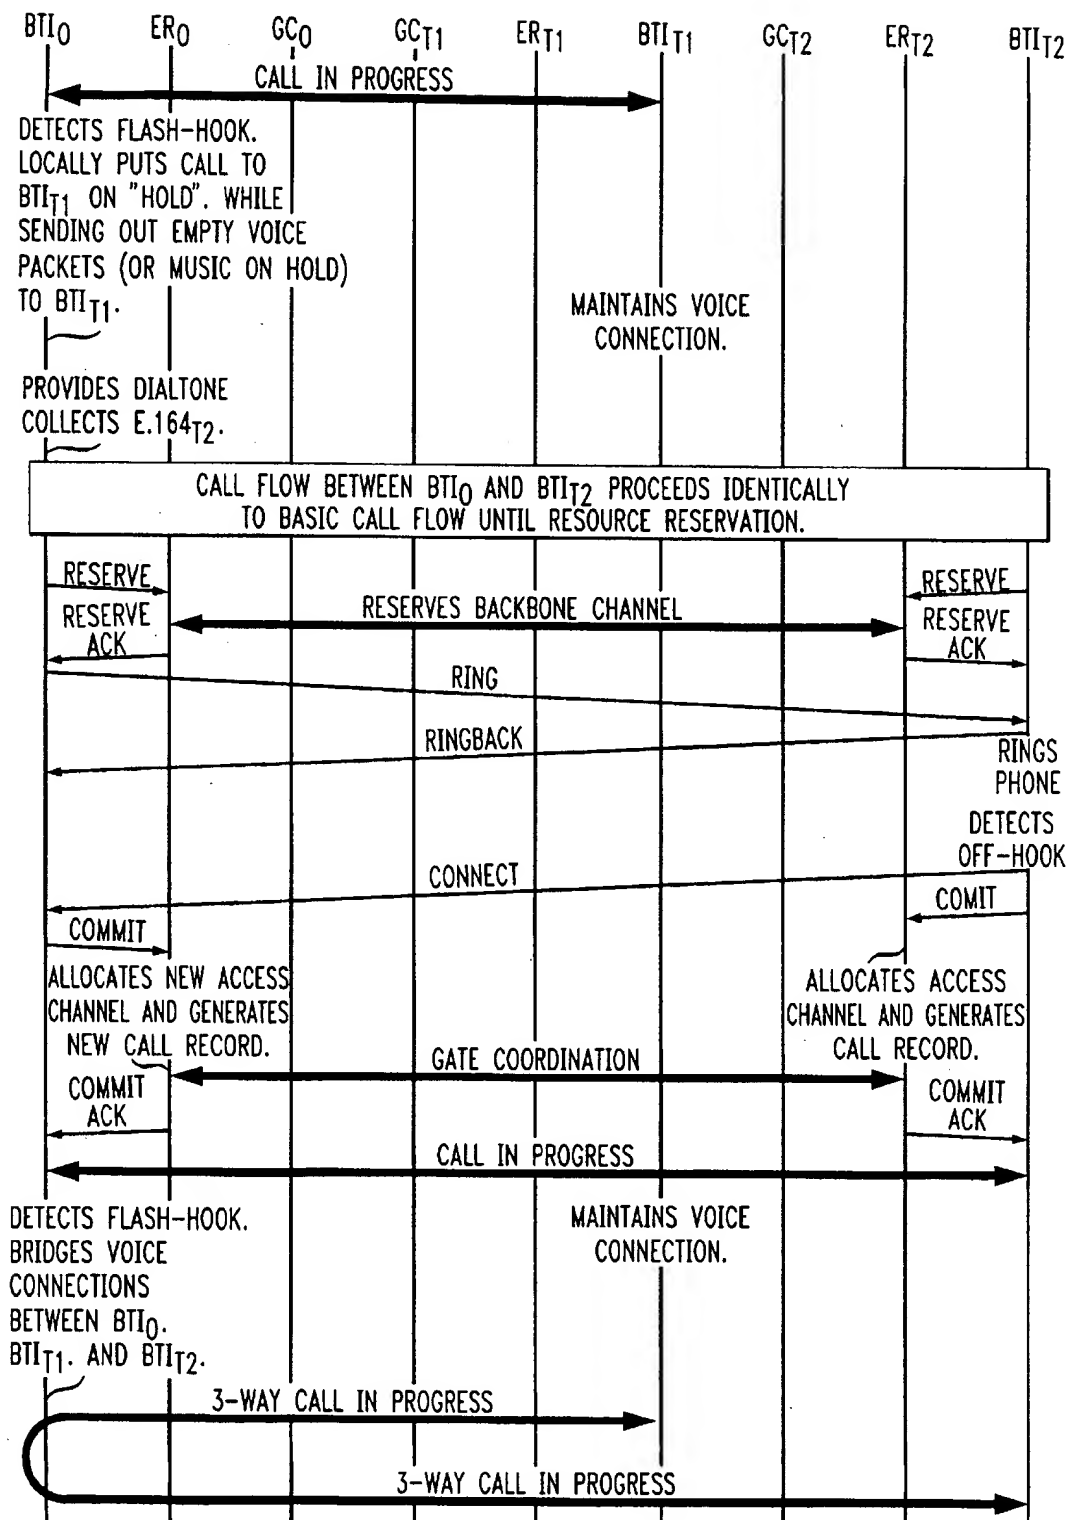 BTIO ERO GCO GCT1 ERT1 BTIT1 GCT2 ERT2 BTIT2
CALL IN PROGRESS
DETECTS FLASH-HOOK.
LOCALLY PUTS CALL TO
BTIT1 ON "HOLD". WHILE
SENDING OUT EMPTY VOICE
PACKETS (OR MUSIC ON HOLD)
TO BTIT1.
MAINTAINS VOICE
CONNECTION.
PROVIDES DIALTONE
COLLECTS E.164T2.
CALL FLOW BETWEEN BTIO AND BTIT2 PROCEEDS IDENTICALLY
TO BASIC CALL FLOW UNTIL RESOURCE RESERVATION.
RESERVE
RESERVE
RESERVES BACKBONE CHANNEL
RESERVE
ACK
RESERVE
ACK
RING
RINGBACK
RINGS
PHONE
DETECTS
OFF-HOOK
CONNECT
COMIT
COMMIT
ALLOCATES NEW ACCESS
CHANNEL AND GENERATES
NEW CALL RECORD.
ALLOCATES ACCESS
CHANNEL AND GENERATES
CALL RECORD.
GATE COORDINATION
COMMIT
ACK
COMMIT
ACK
CALL IN PROGRESS
DETECTS FLASH-HOOK.
BRIDGES VOICE
CONNECTIONS
BETWEEN BTIO.
BTIT1. AND BTIT2.
MAINTAINS VOICE
CONNECTION.
3-WAY CALL IN PROGRESS
3-WAY CALL IN PROGRESS